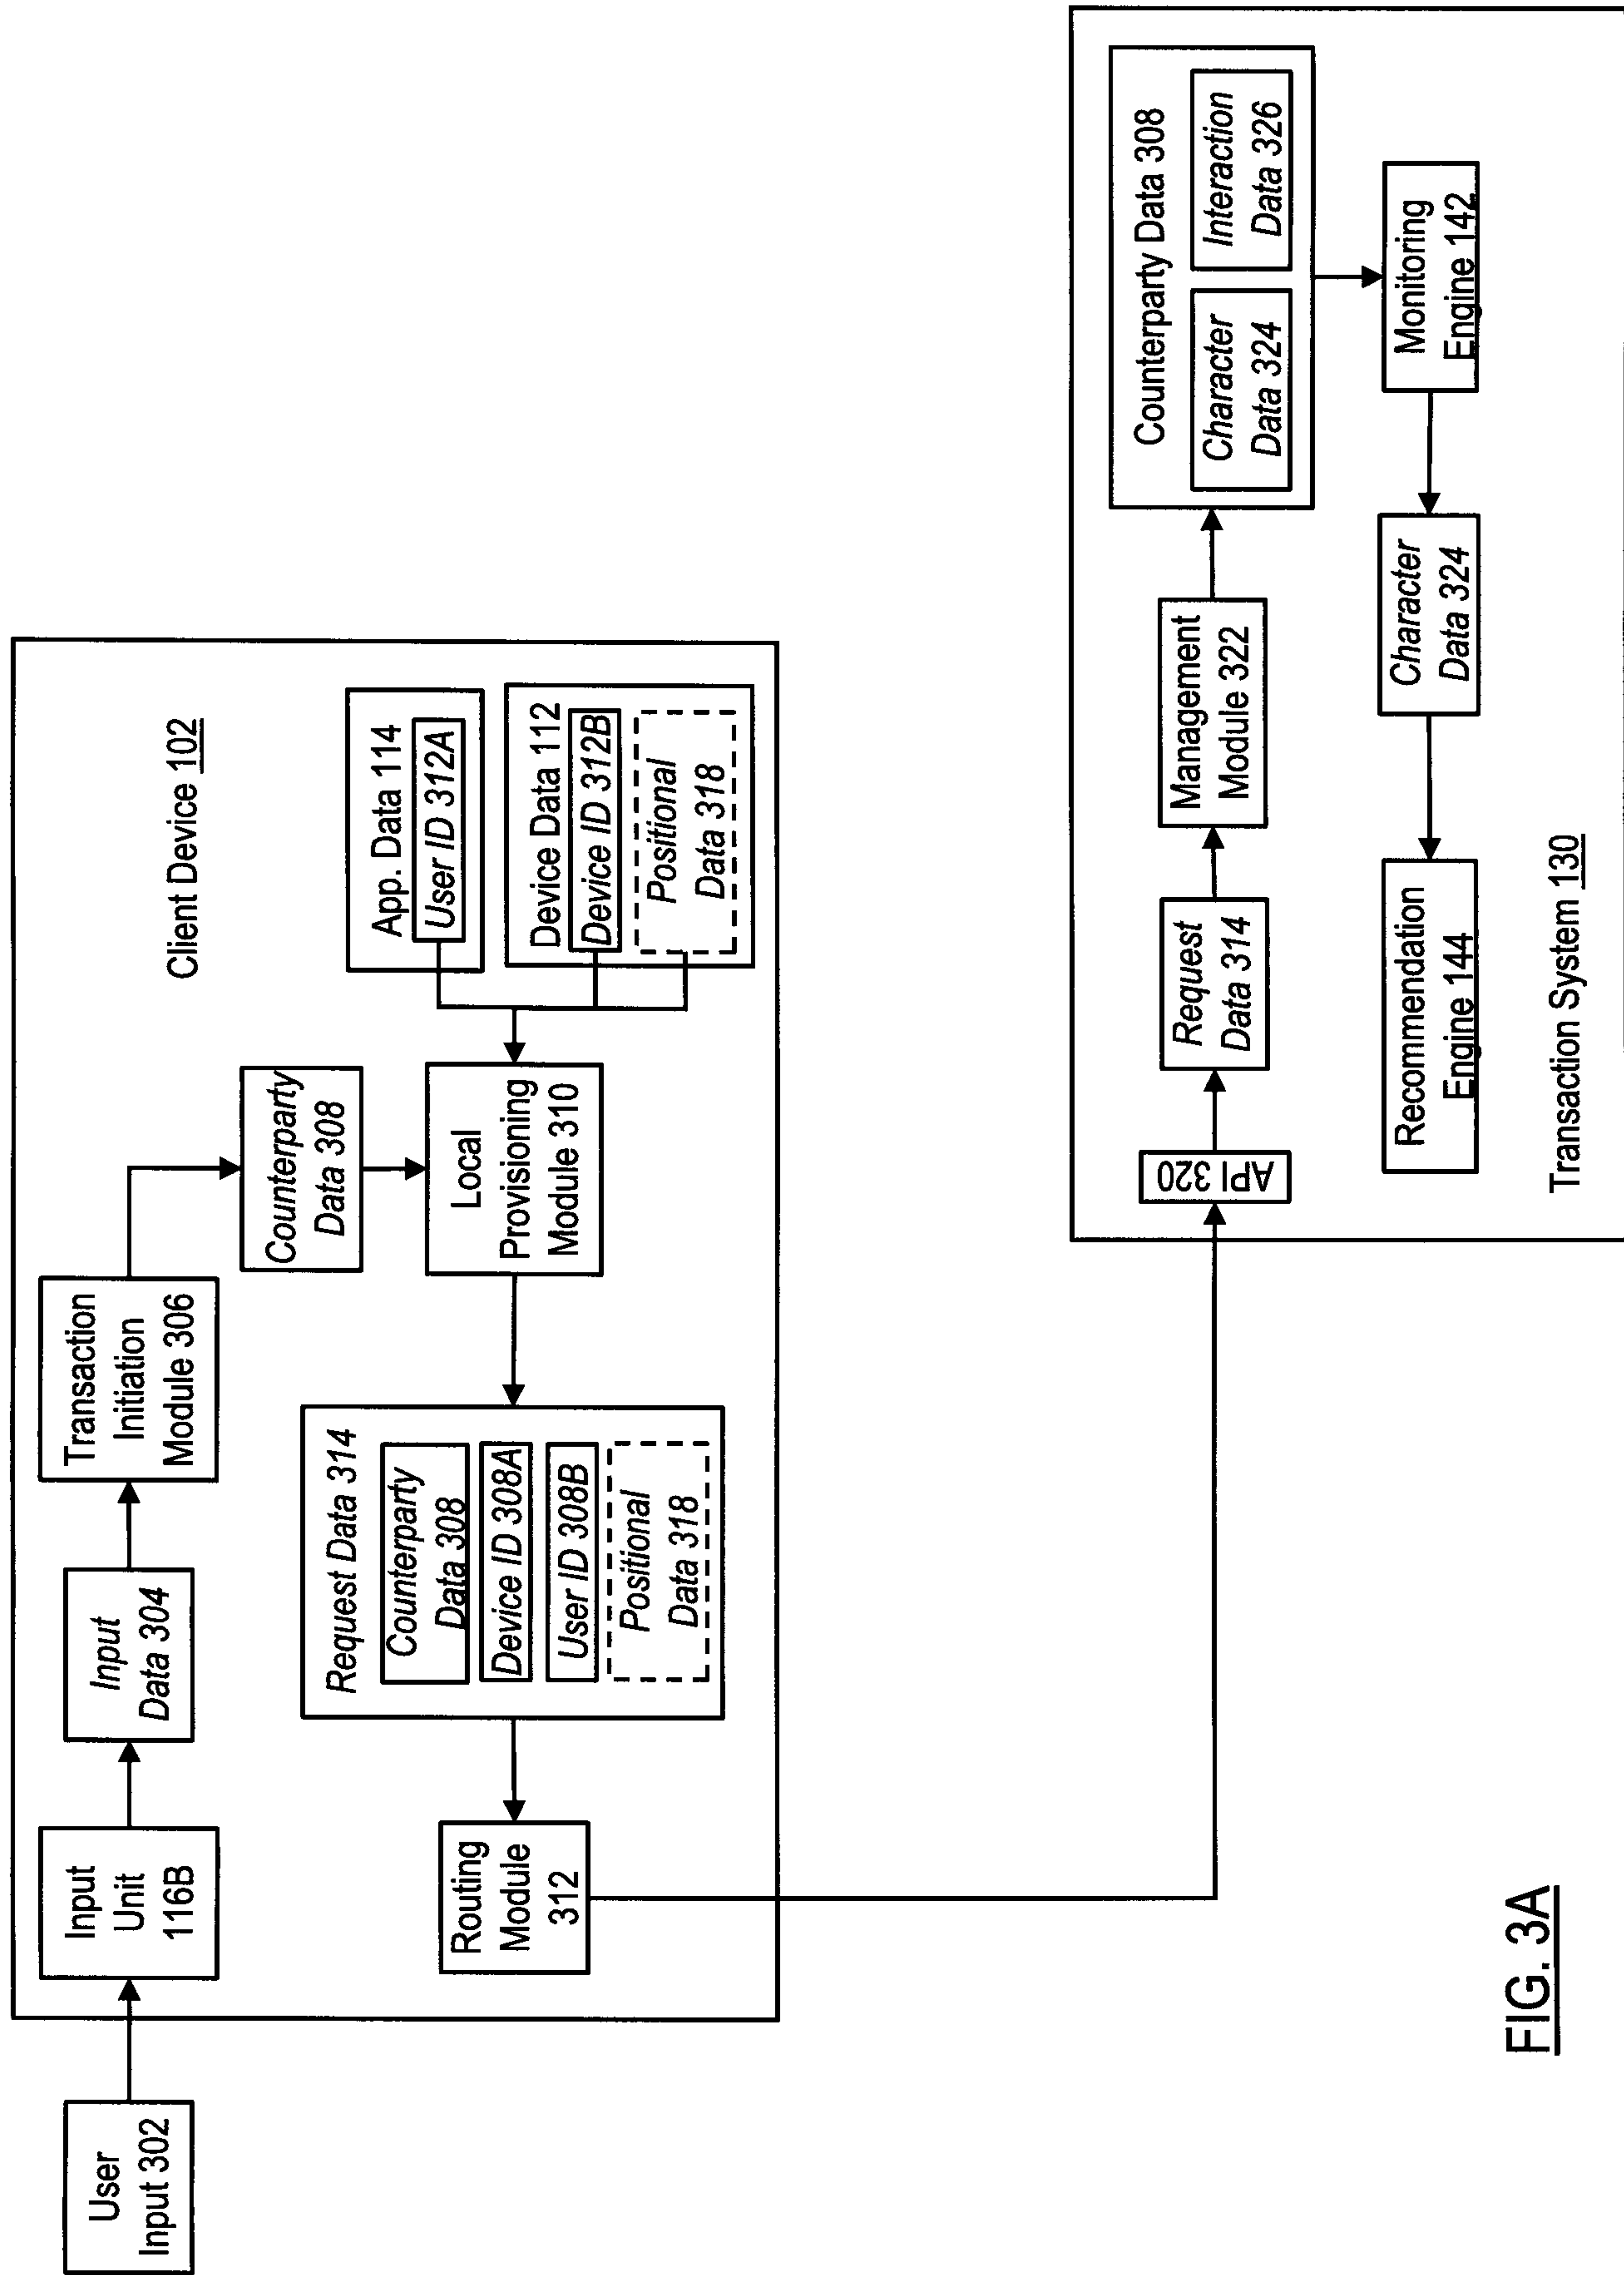 User
Input 302
Client Device 102
Input
Unit
116B
Input
Data 304
Transaction
Initiation
Module 306
Counterparty
Data 308
App. Data 114
User ID 312A
Device Data 112
Device ID 312B
Positional
Data 318
Local
Provisioning
Module 310
Request Data 314
Counterparty
Data 308
Device ID 308A
User ID 308B
Positional
Data 318
Routing
Module
312
API 320
Request
Data 314
Management
Module 322
Counterparty Data 308
Character
Data 324
Interaction
Data 326
Monitoring
Engine 142
Character
Data 324
Recommendation
Engine 144
Transaction System 130
FIG. 3A